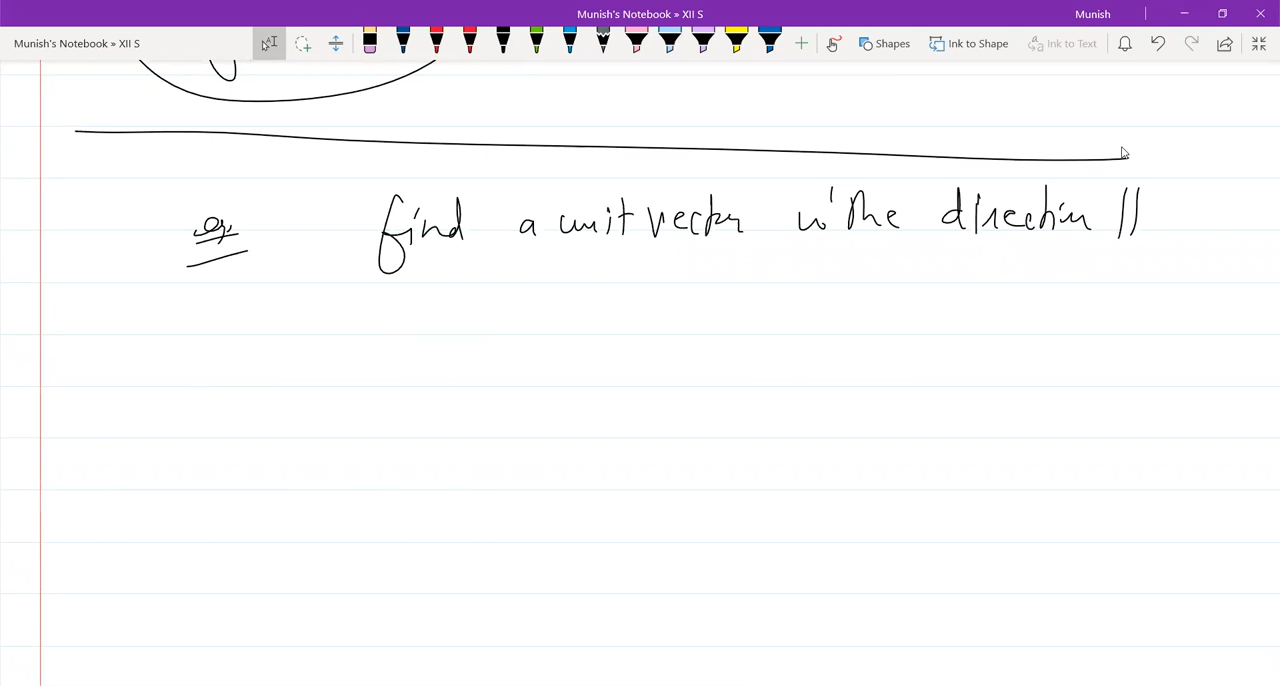 Munish's Notebook » XII S
Munish
Munish's Notebook » XII S
Shapes
Ink to Shape
Ink to Text
eg. find a unit vector in the direction ||